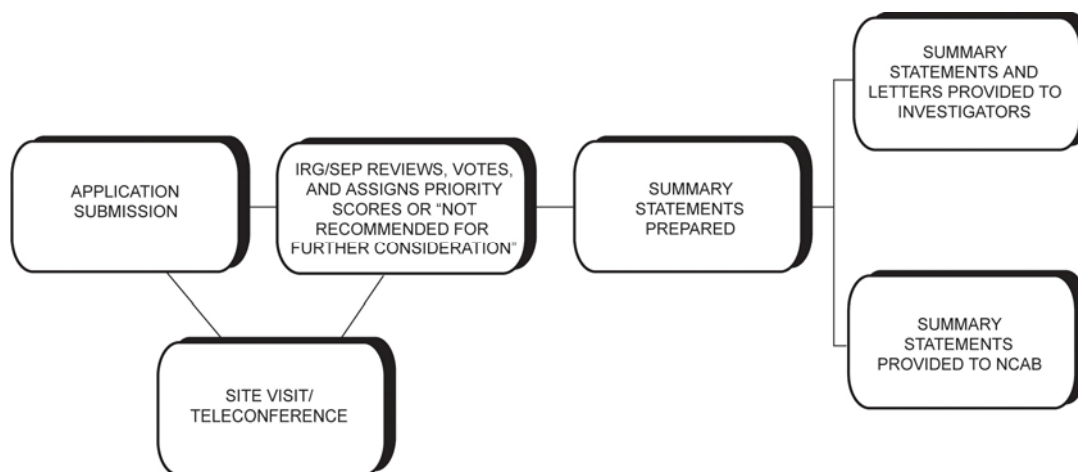 APPLICATION
SUBMISSION
IRG/SEP REVIEWS, VOTES,
AND ASSIGNS PRIORITY
SCORES OR “NOT
RECOMMENDED FOR
FURTHER CONSIDERATION”
SITE VISIT/
TELECONFERENCE
SUMMARY
STATEMENTS
PREPARED
SUMMARY
STATEMENTS AND
LETTERS PROVIDED TO
INVESTIGATORS
SUMMARY
STATEMENTS
PROVIDED TO NCAB